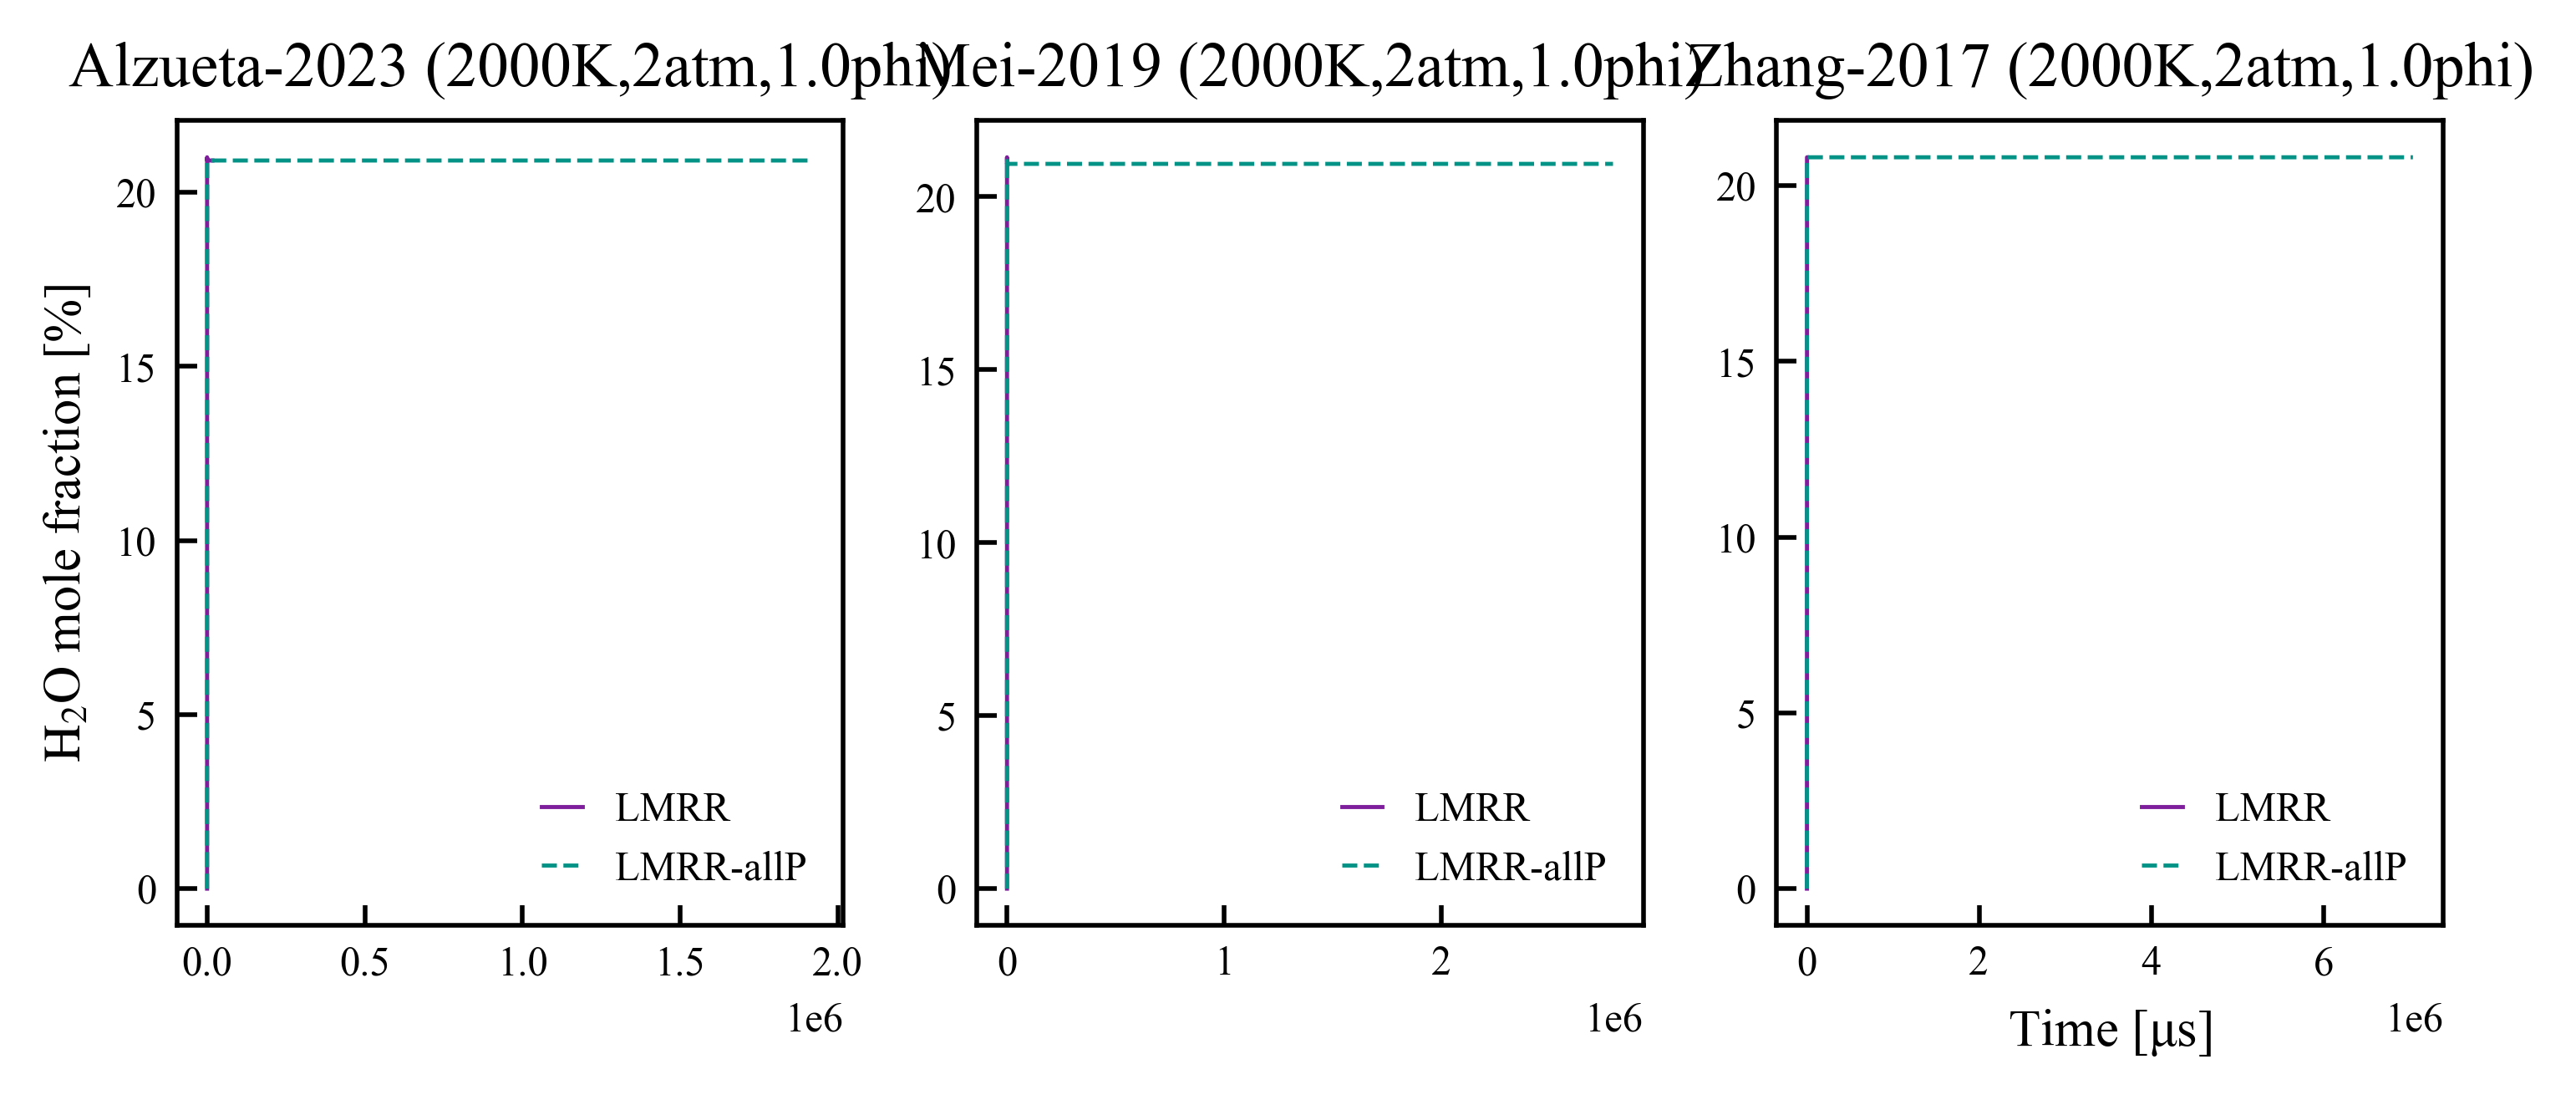 Alzueta-2023 (2000K,2atm,1.0phi)
Mei-2019 (2000K,2atm,1.0phi)
Zhang-2017 (2000K,2atm,1.0phi)
H₂O mole fraction [%]
20
15
10
5
0
LMRR
LMRR-allP
0.0 0.5 1.0 1.5 2.0
1e6
20
15
10
5
0
LMRR
LMRR-allP
0 1 2
1e6
20
15
10
5
0
LMRR
LMRR-allP
0 2 4 6
1e6
Time [μs]